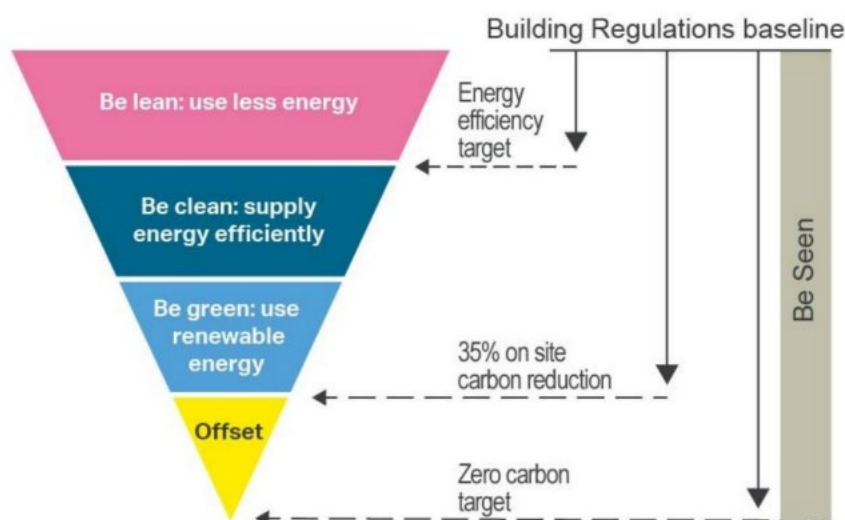 Building Regulations baseline
Be lean: use less energy
Energy
efficiency
target
Be clean: supply
energy efficiently
Be green: use
renewable
energy
35% on site
carbon reduction
Offset
Zero carbon
target
Be Seen